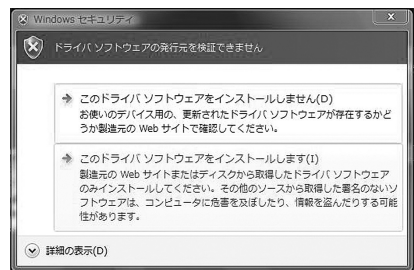 Windows セキュリティ
ドライバ ソフトウェアの発行元を検証できません
このドライバ ソフトウェアをインストールしません(D)
お使いのデバイス用の、更新されたドライバ ソフトウェアが存在するかど
うか製造元の Web サイトで確認してください。
このドライバ ソフトウェアをインストールします(I)
製造元の Web サイトまたはディスクから取得したドライバ ソフトウェア
のみインストールしてください。その他のソースから取得した署名のないソ
フトウェアは、コンピュータに危害を及ぼしたり、情報を盗んだりする可能
性があります。
詳細の表示(D)